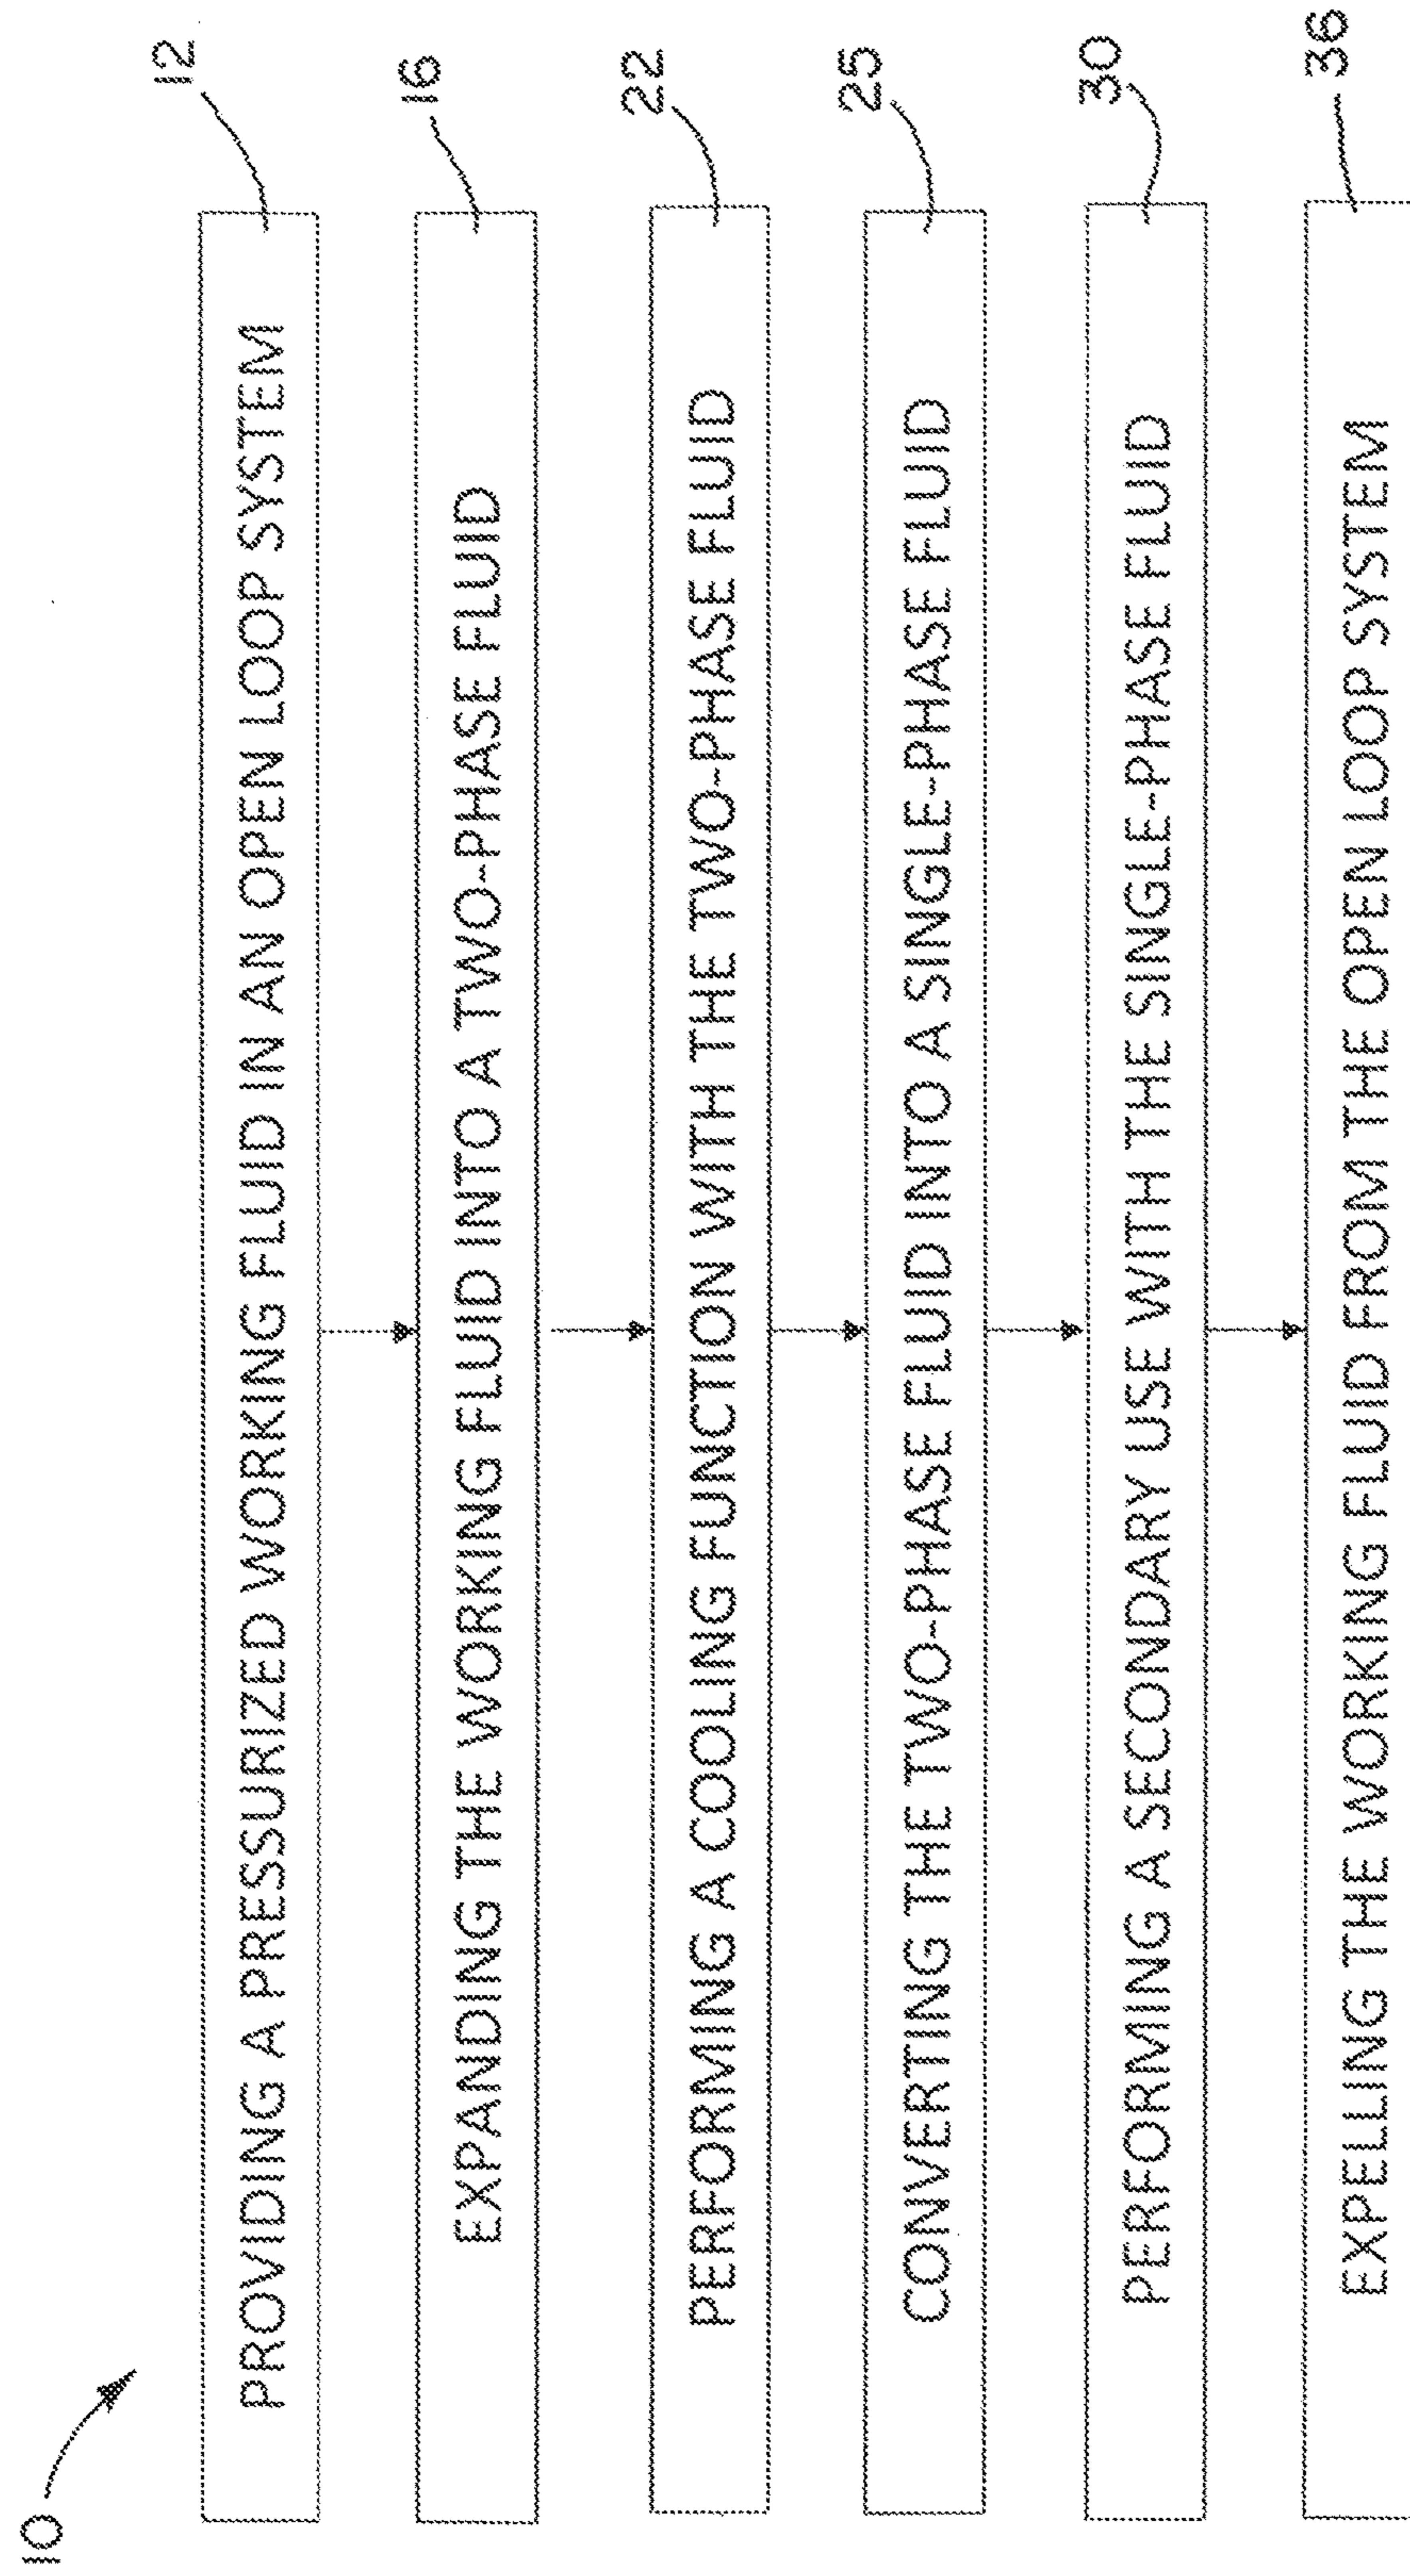 10
PROVIDING A PRESSURIZED WORKING FLUID IN AN OPEN LOOP SYSTEM
12
EXPANDING THE WORKING FLUID INTO A TWO-PHASE FLUID
16
PERFORMING A COOLING FUNCTION WITH THE TWO-PHASE FLUID
22
CONVERTING THE TWO-PHASE FLUID INTO A SINGLE-PHASE FLUID
25
PERFORMING A SECONDARY USE WITH THE SINGLE-PHASE FLUID
30
EXPELLING THE WORKING FLUID FROM THE OPEN LOOP SYSTEM
36